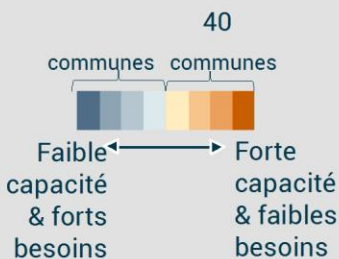 40
communes communes
Faible
capacité
& forts
besoins
Forte
capacité
& faibles
besoins